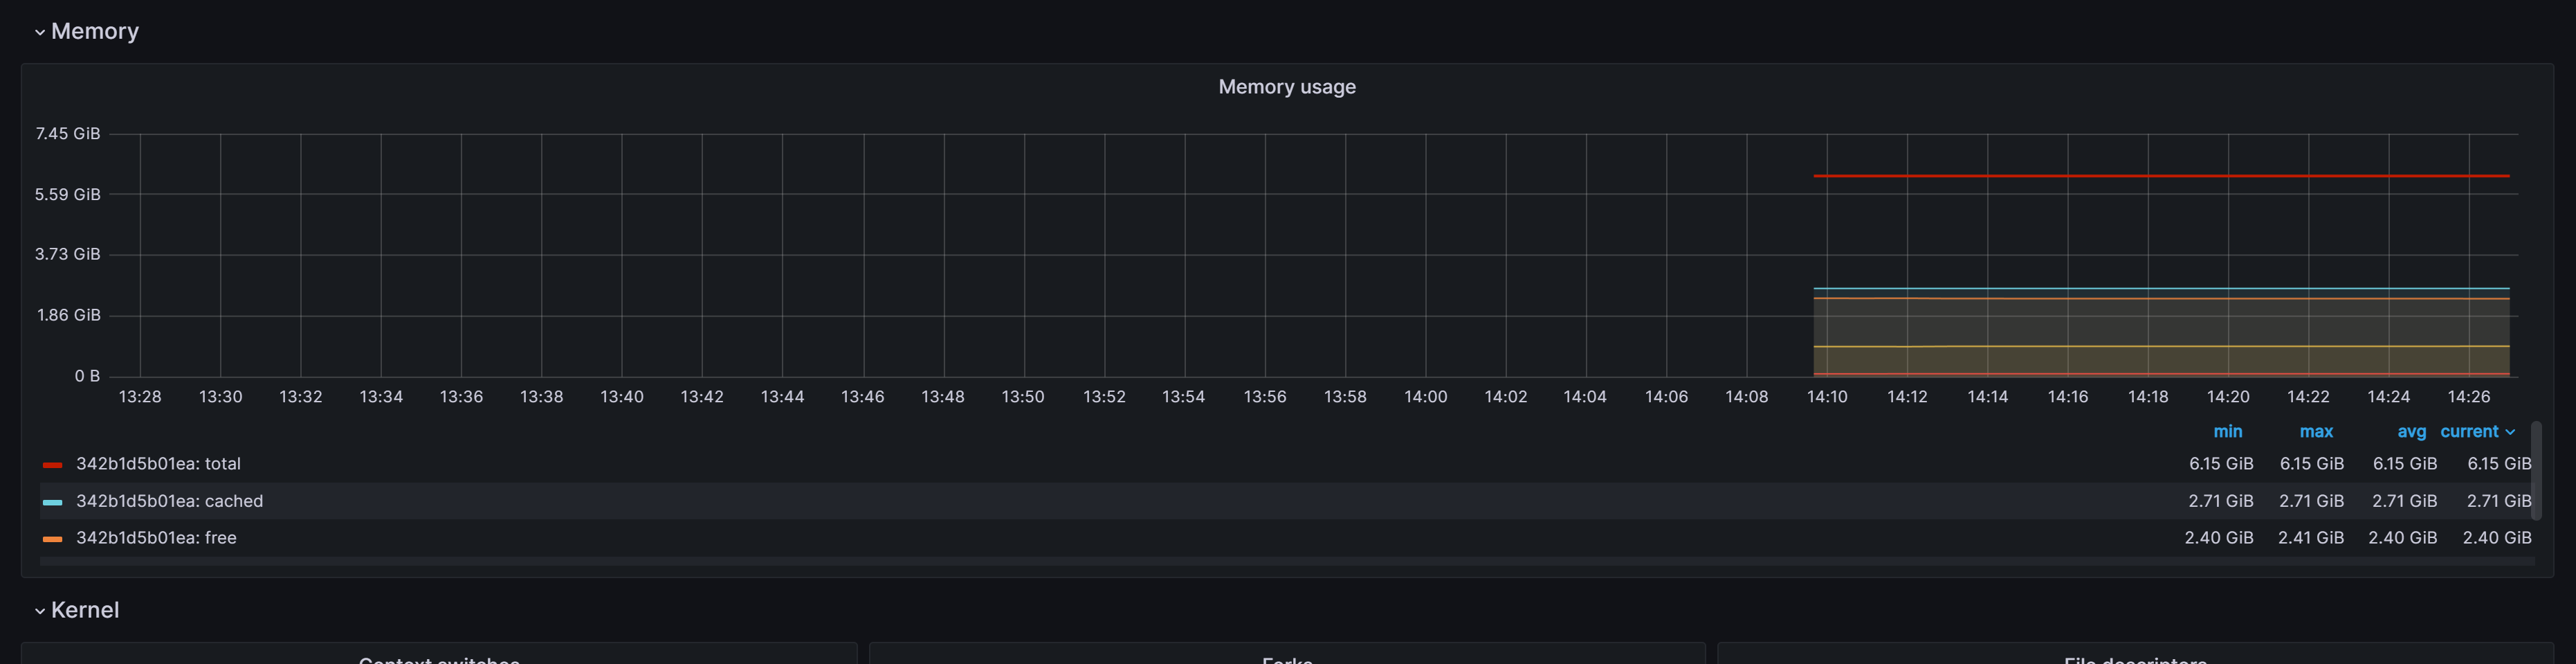 Memory
Memory usage
7.45 GiB
5.59 GiB
3.73 GiB
1.86 GiB
0 B
13:28 13:30 13:32 13:34 13:36 13:38 13:40 13:42 13:44 13:46 13:48 13:50 13:52 13:54 13:56 13:58 14:00 14:02 14:04 14:06 14:08 14:10 14:12 14:14 14:16 14:18 14:20 14:22 14:24 14:26
min max avg current
342b1d5b01ea: total 6.15 GiB 6.15 GiB 6.15 GiB 6.15 GiB
342b1d5b01ea: cached 2.71 GiB 2.71 GiB 2.71 GiB 2.71 GiB
342b1d5b01ea: free 2.40 GiB 2.41 GiB 2.40 GiB 2.40 GiB
Kernel
Context switches Forks File descriptors